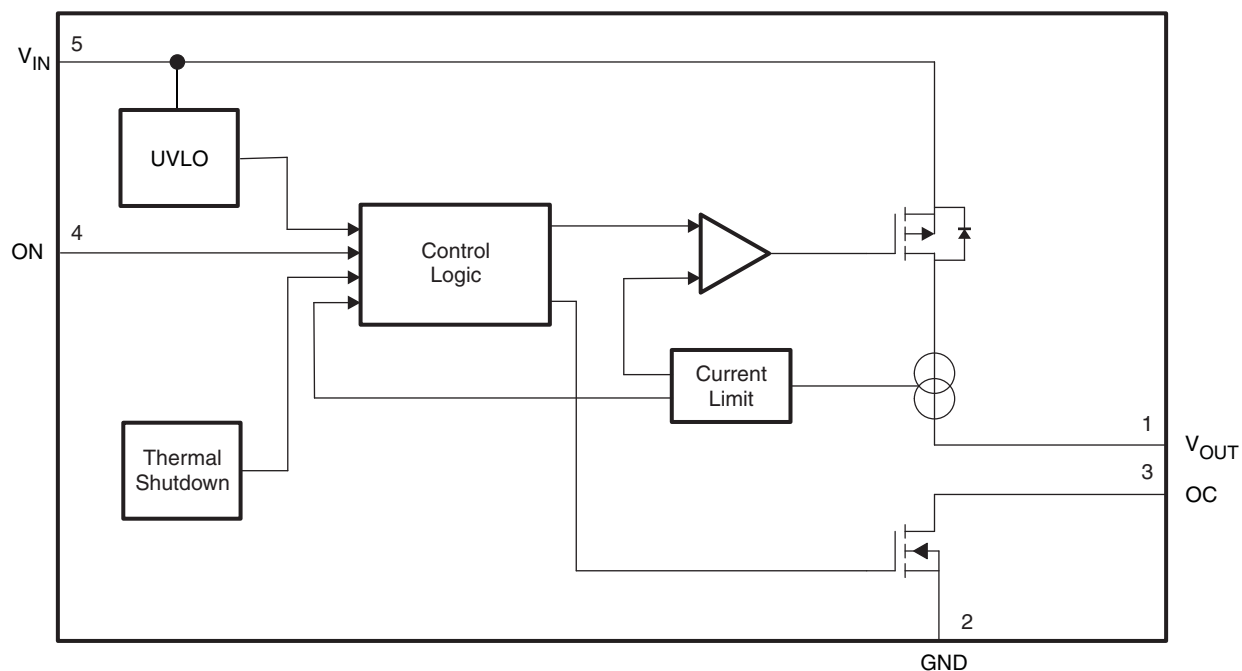 5
VIN
UVLO
4
ON
Control
Logic
Current
Limit
Thermal
Shutdown
1
VOUT
3
OC
2
GND